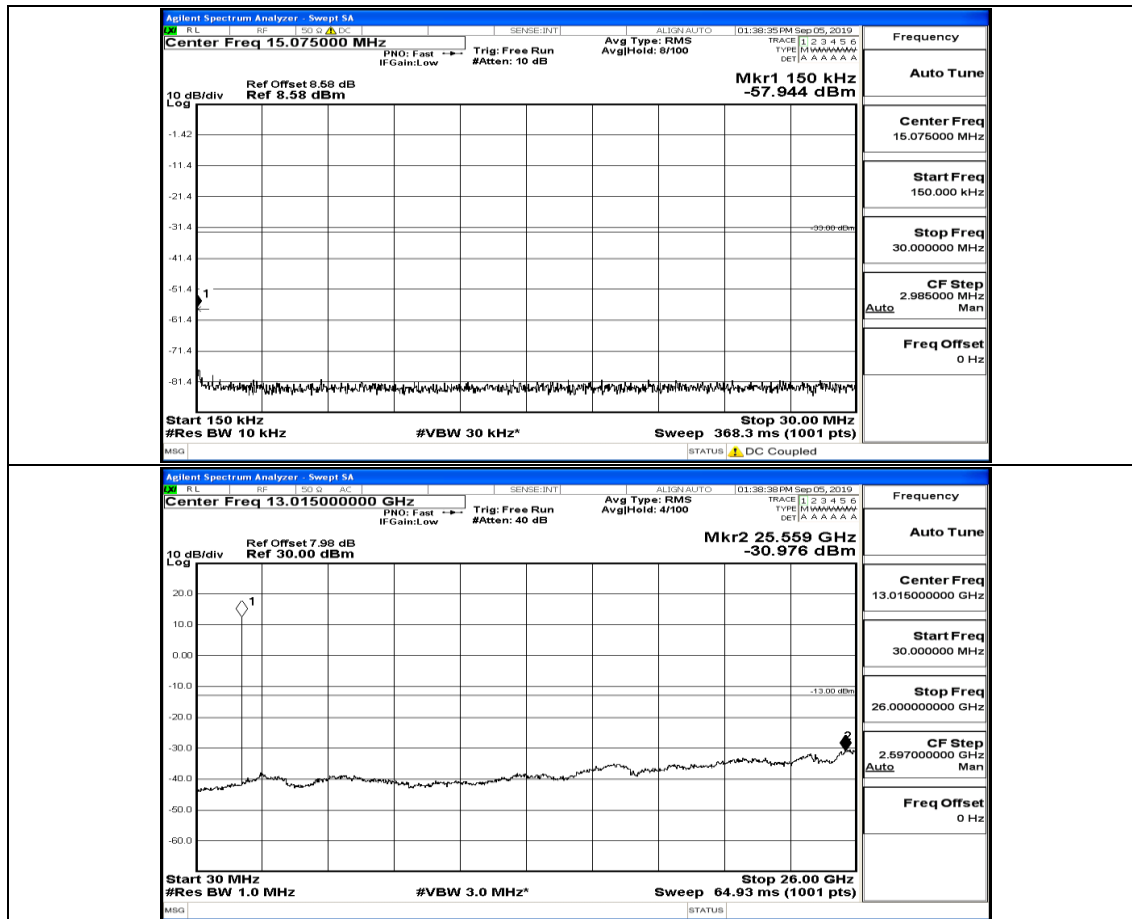 Agilent Spectrum Analyzer - Swept SA
LXI RL RF 50 Ω DC SENSE:INT ALIGN AUTO 01:38:35 PM Sep 05, 2019
Center Freq 15.075000 MHz
PNO: Fast
IFGain:Low
Trig: Free Run
#Atten: 10 dB
Avg Type: RMS
Avg|Hold: 8/100
TRACE 1 2 3 4 5 6
TYPE M
DET A A A A A A
Frequency
Auto Tune
Mkr1 150 kHz
-57.944 dBm
Ref Offset 8.58 dB
10 dB/div Ref 8.58 dBm
Log
-1.42
-11.4
-21.4
-31.4
-33.00 dBm
-41.4
-51.4
1
-61.4
-71.4
-81.4
Center Freq
15.075000 MHz
Start Freq
150.000 kHz
Stop Freq
30.000000 MHz
CF Step
2.985000 MHz
Auto Man
Freq Offset
0 Hz
Start 150 kHz Stop 30.00 MHz
#Res BW 10 kHz #VBW 30 kHz* Sweep 368.3 ms (1001 pts)
MSG STATUS DC Coupled
Agilent Spectrum Analyzer - Swept SA
LXI RL RF 50 Ω AC SENSE:INT ALIGN AUTO 01:38:38 PM Sep 05, 2019
Center Freq 13.015000000 GHz
PNO: Fast
IFGain:Low
Trig: Free Run
#Atten: 40 dB
Avg Type: RMS
Avg|Hold: 4/100
TRACE 1 2 3 4 5 6
TYPE M
DET A A A A A A
Frequency
Auto Tune
Mkr2 25.559 GHz
-30.976 dBm
Ref Offset 7.98 dB
10 dB/div Ref 30.00 dBm
Log
20.0
1
10.0
0.00
-10.0
-13.00 dBm
-20.0
2
-30.0
-40.0
-50.0
-60.0
Center Freq
13.015000000 GHz
Start Freq
30.000000 MHz
Stop Freq
26.000000000 GHz
CF Step
2.597000000 GHz
Auto Man
Freq Offset
0 Hz
Start 30 MHz Stop 26.00 GHz
#Res BW 1.0 MHz #VBW 3.0 MHz* Sweep 64.93 ms (1001 pts)
MSG STATUS